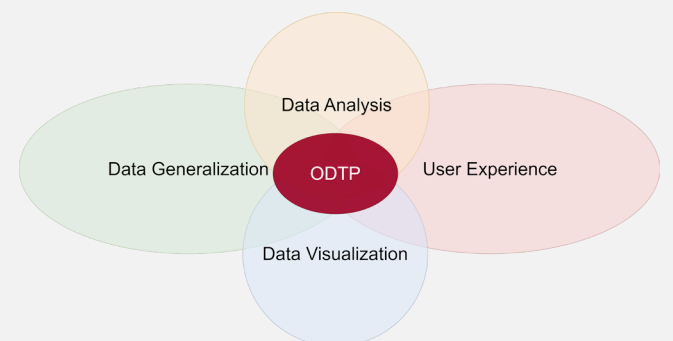 Data Analysis
Data Generalization
ODTP
User Experience
Data Visualization